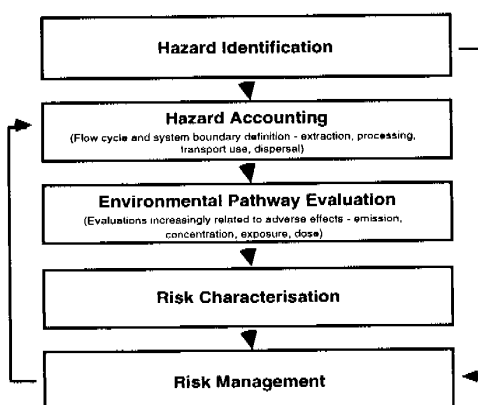 Hazard Identification
Hazard Accounting
(Flow cycle and system boundary definition - extraction, processing,
transport use, dispersal)
Environmental Pathway Evaluation
(Evaluations increasingly related to adverse effects - emission,
concentration, exposure, dose)
Risk Characterisation
Risk Management